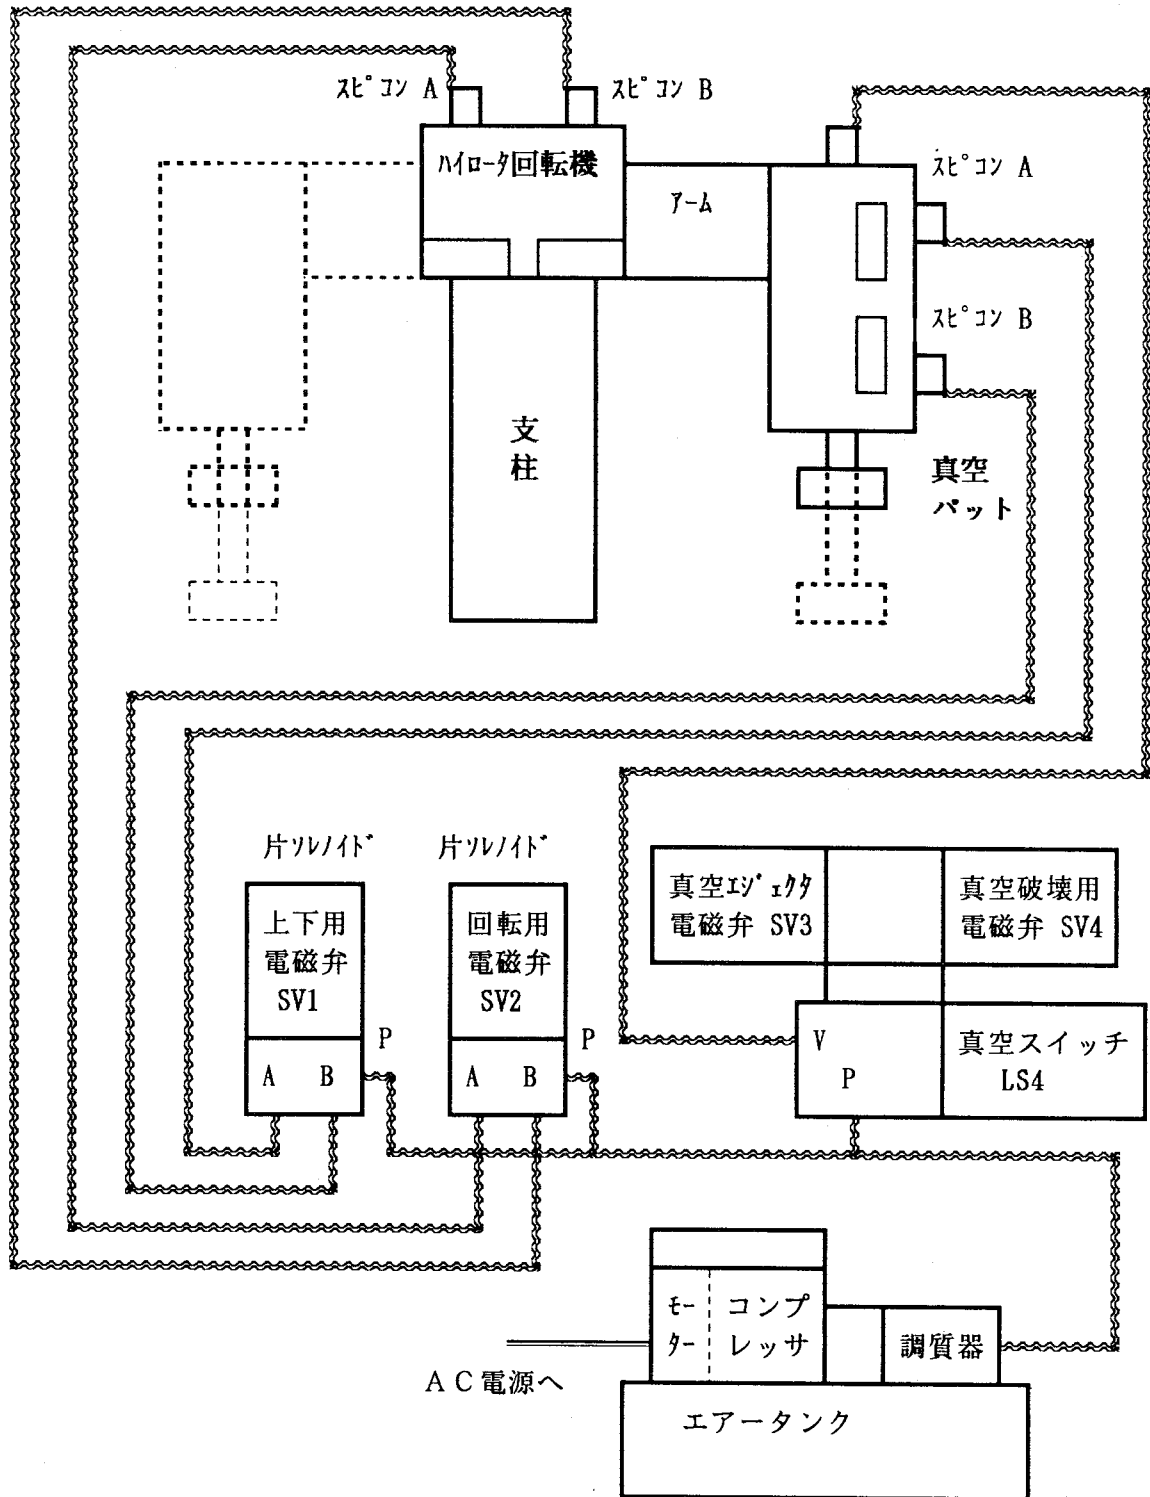 スピコン A
スピコン B
ハイロータ回転機
アーム
スピコン A
スピコン B
支
柱
真空
パット
片ソレノイド
片ソレノイド
上下用
電磁弁
SV1
P
A B
回転用
電磁弁
SV2
P
A B
真空エジェクタ
電磁弁 SV3
真空破壊用
電磁弁 SV4
V
P
真空スイッチ
LS4
モー
ター
コンプ
レッサ
調質器
AC電源へ
エアータンク